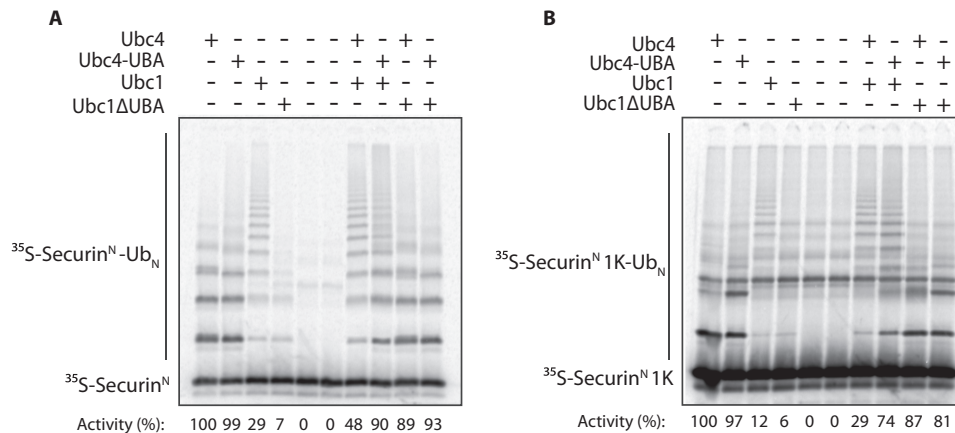 A
Ubc4 + - - - - - + - + -
Ubc4-UBA - + - - - - - + - +
Ubc1 - - + - - - + + - -
Ubc1ΔUBA - - - + - - - - + +
³⁵S-Securinᴺ-Ub_N
³⁵S-Securinᴺ
Activity (%): 100 99 29 7 0 0 48 90 89 93
B
Ubc4 + - - - - - + - + -
Ubc4-UBA - + - - - - - + - +
Ubc1 - - + - - - + + - -
Ubc1ΔUBA - - - + - - - - + +
³⁵S-Securinᴺ 1K-Ub_N
³⁵S-Securinᴺ 1K
Activity (%): 100 97 12 6 0 0 29 74 87 81